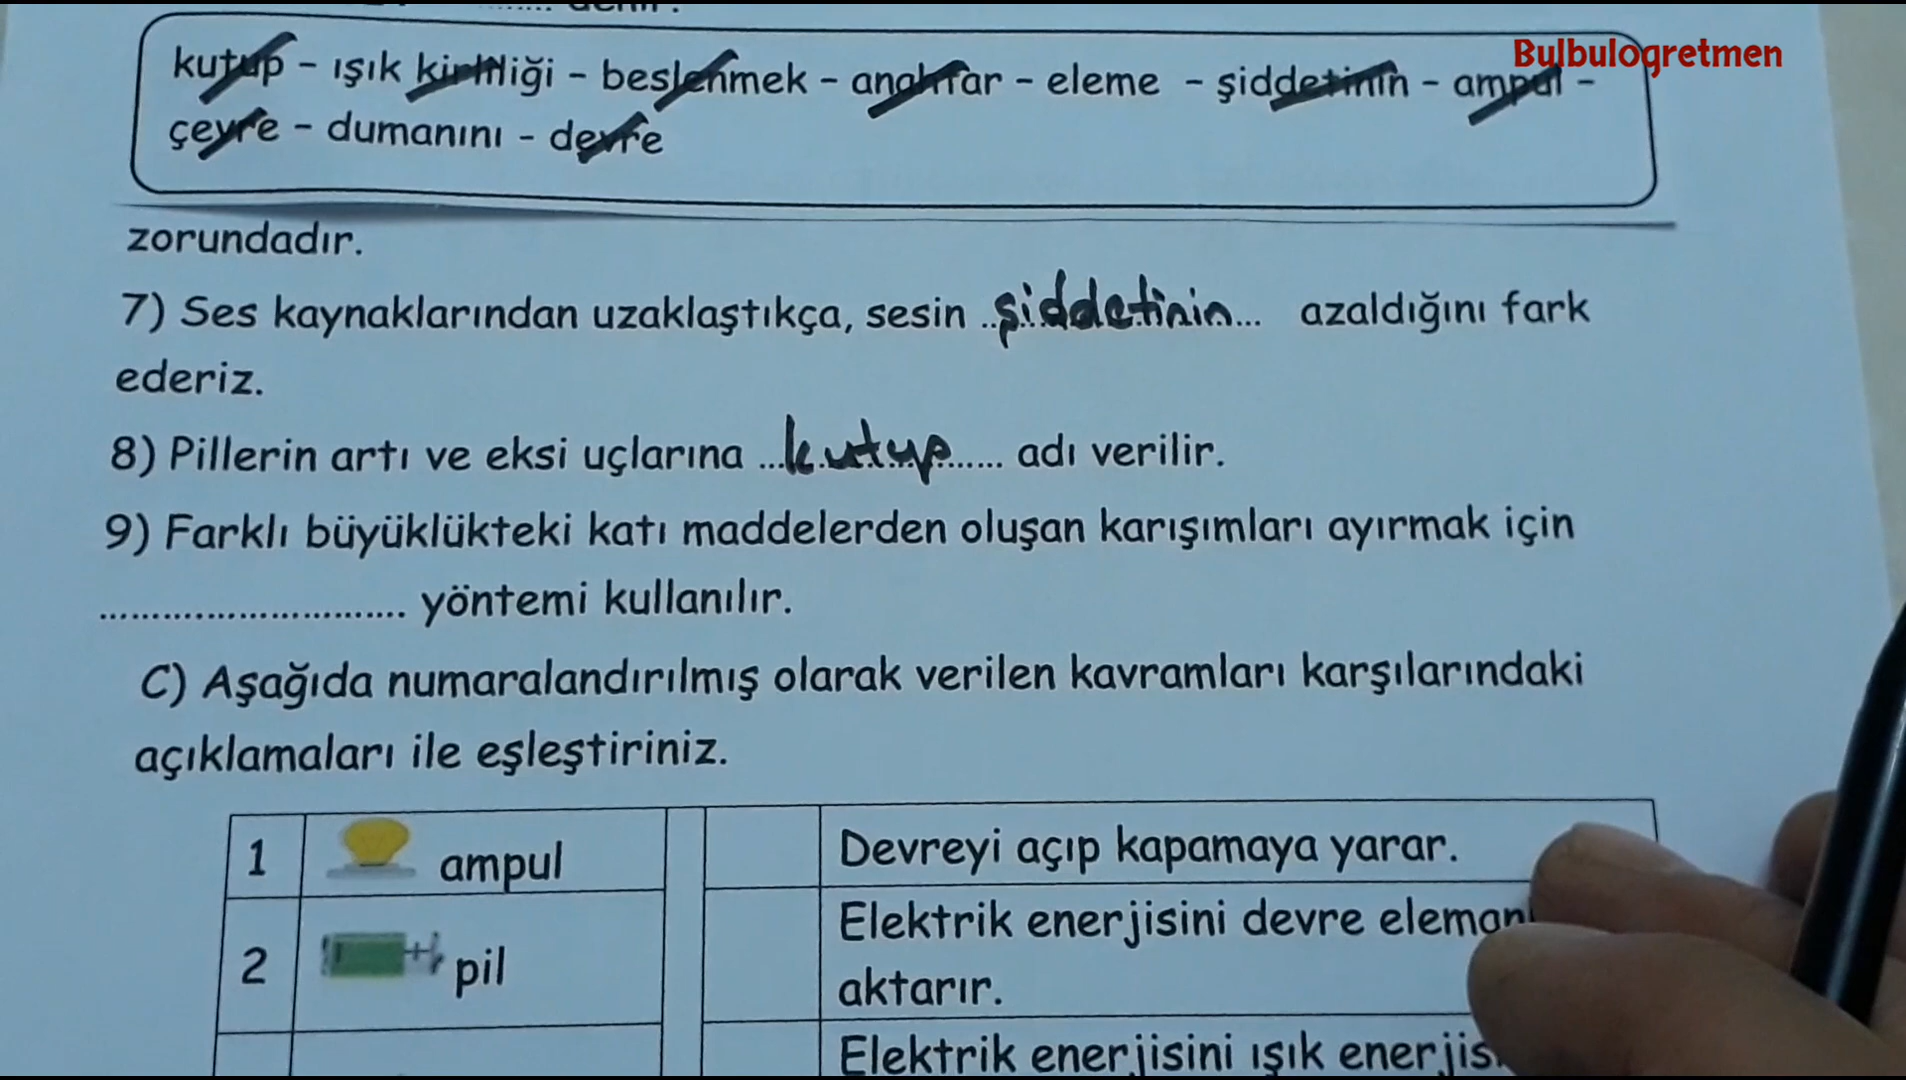 denir.
Bulbulogretmen
kutup - ışık kirliliği - beslenmek - anahtar - eleme - şiddetinin - ampul -
çevre - dumanını - devre
zorundadır.
7) Ses kaynaklarından uzaklaştıkça, sesin ..şiddetinin... azaldığını fark
ederiz.
8) Pillerin artı ve eksi uçlarına ...kutup...... adı verilir.
9) Farklı büyüklükteki katı maddelerden oluşan karışımları ayırmak için
............................ yöntemi kullanılır.
C) Aşağıda numaralandırılmış olarak verilen kavramları karşılarındaki
açıklamaları ile eşleştiriniz.
1 ampul Devreyi açıp kapamaya yarar.
2 pil Elektrik enerjisini devre
aktarır.
Elektrik enerjisini ışık